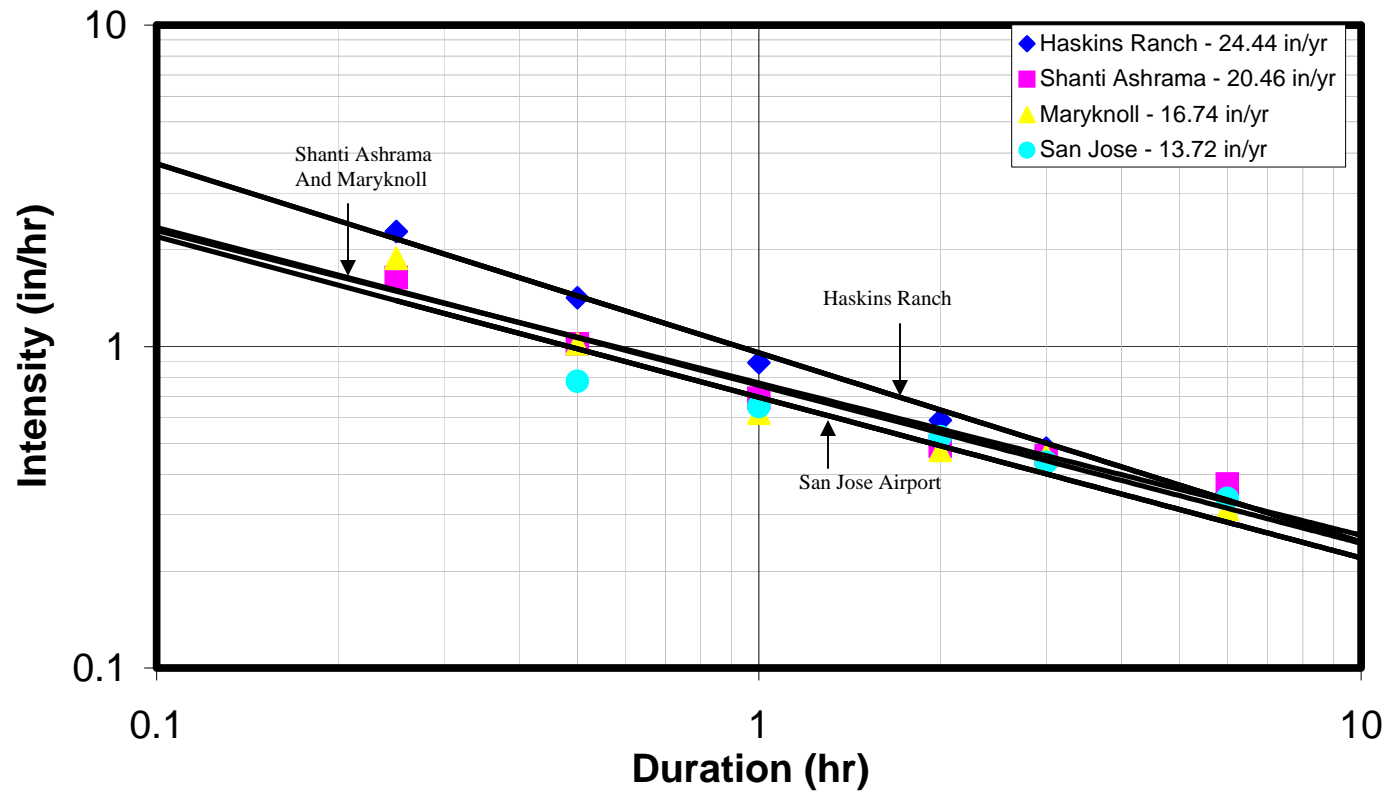 10
Haskins Ranch - 24.44 in/yr
Shanti Ashrama - 20.46 in/yr
Maryknoll - 16.74 in/yr
San Jose - 13.72 in/yr
Shanti Ashrama
And Maryknoll
Haskins Ranch
1
San Jose Airport
Intensity (in/hr)
0.1
0.1
1
10
Duration (hr)